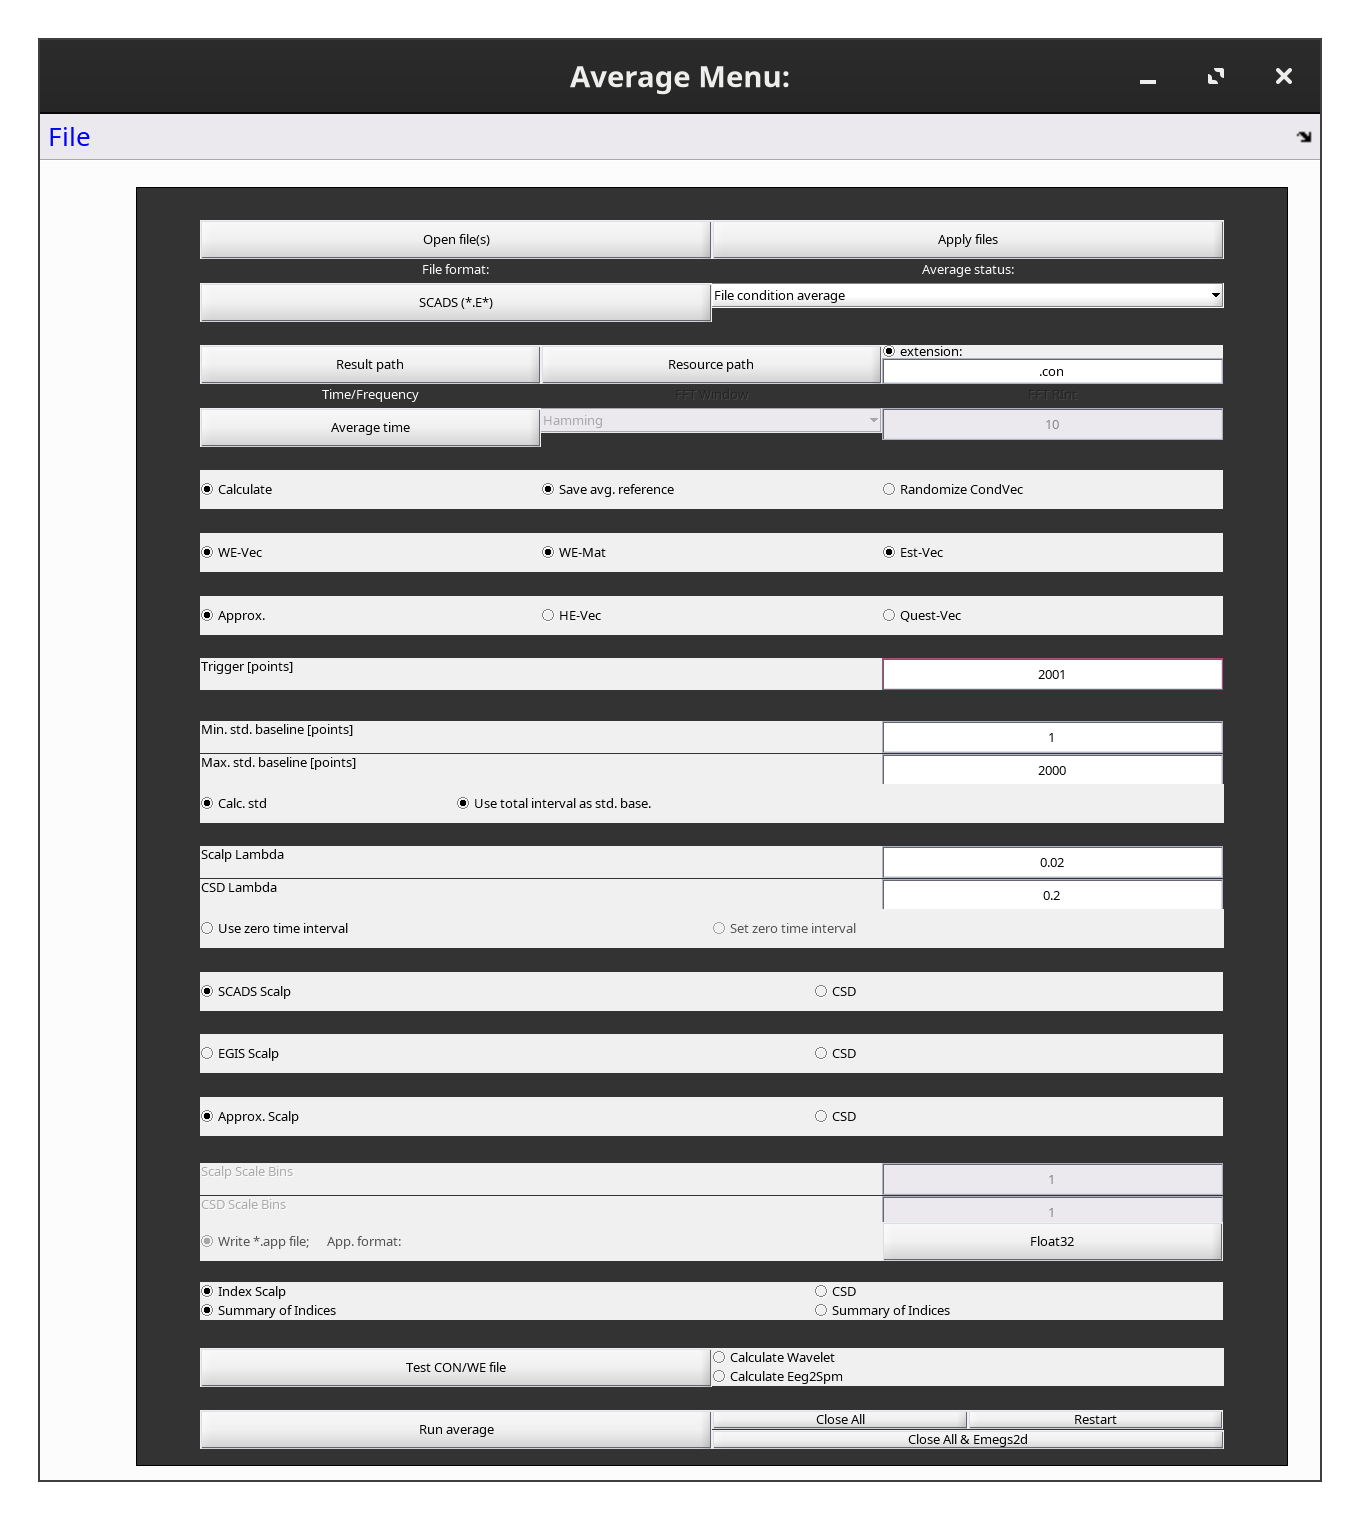 Average Menu:
File
Open file(s) Apply files
File format: Average status:
SCADS (*.E*) File condition average
Result path Resource path extension:
.con
Time/Frequency FFT Window FFT RInt
Average time Hamming 10
Calculate Save avg. reference Randomize CondVec
WE-Vec WE-Mat Est-Vec
Approx. HE-Vec Quest-Vec
Trigger [points] 2001
Min. std. baseline [points] 1
Max. std. baseline [points] 2000
Calc. std Use total interval as std. base.
Scalp Lambda 0.02
CSD Lambda 0.2
Use zero time interval Set zero time interval
SCADS Scalp CSD
EGIS Scalp CSD
Approx. Scalp CSD
Scalp Scale Bins 1
CSD Scale Bins 1
Write *.app file; App. format: Float32
Index Scalp CSD
Summary of Indices Summary of Indices
Test CON/WE file Calculate Wavelet
Calculate Eeg2Spm
Run average Close All Restart
Close All & Emegs2d